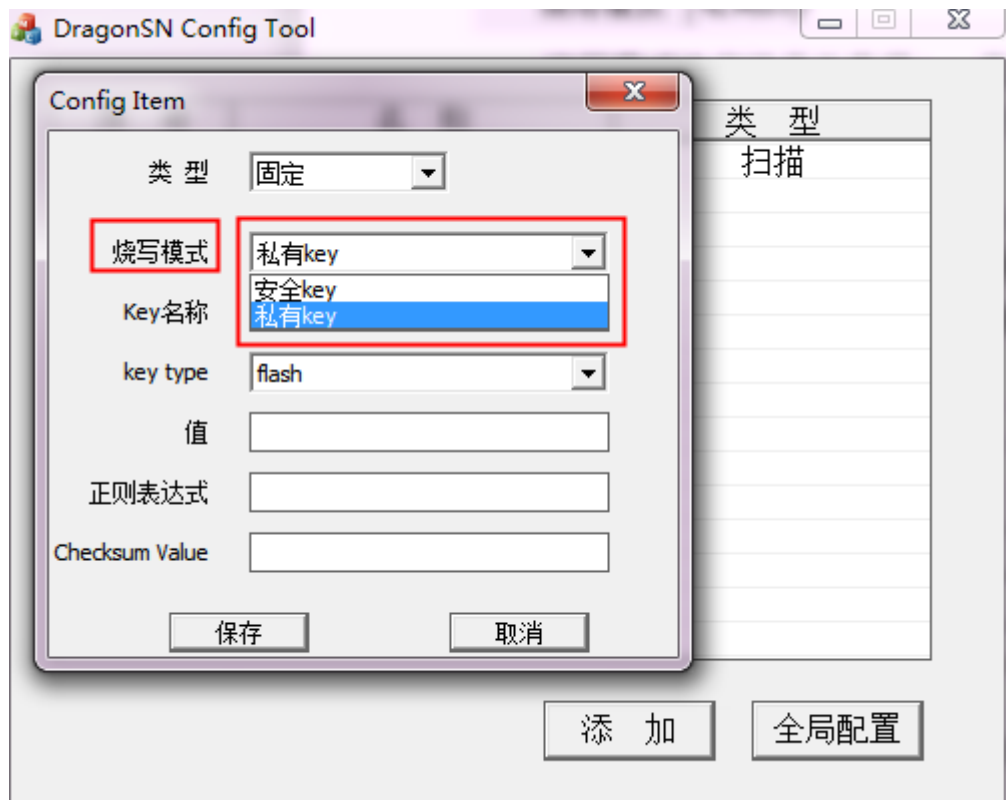 DragonSN Config Tool
Config Item
类 型
类 型
固定
扫描
烧写模式
私有key
安全key
私有key
Key名称
key type
flash
值
正则表达式
Checksum Value
保存
取消
添 加
全局配置